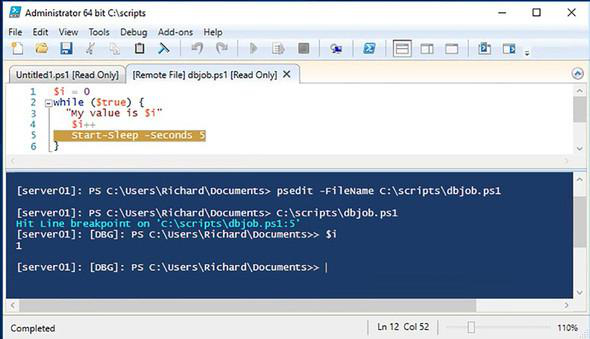 Administrator 64 bit C:\scripts
File Edit View Tools Debug Add-ons Help
Untitled1.ps1 [Read Only] [Remote File] dbjob.ps1 [Read Only]
1 $i = 0
2 while ($true) {
3 "My value is $i"
4 $i++
5 Start-Sleep -Seconds 5
6 }
[server01]: PS C:\Users\Richard\Documents> psedit -FileName C:\scripts\dbjob.ps1
[server01]: PS C:\Users\Richard\Documents> C:\scripts\dbjob.ps1
Hit Line breakpoint on 'C:\scripts\dbjob.ps1:5'
[server01]: [DBG]: PS C:\Users\Richard\Documents>> $i
1
[server01]: [DBG]: PS C:\Users\Richard\Documents>>
Completed Ln 12 Col 52 110%